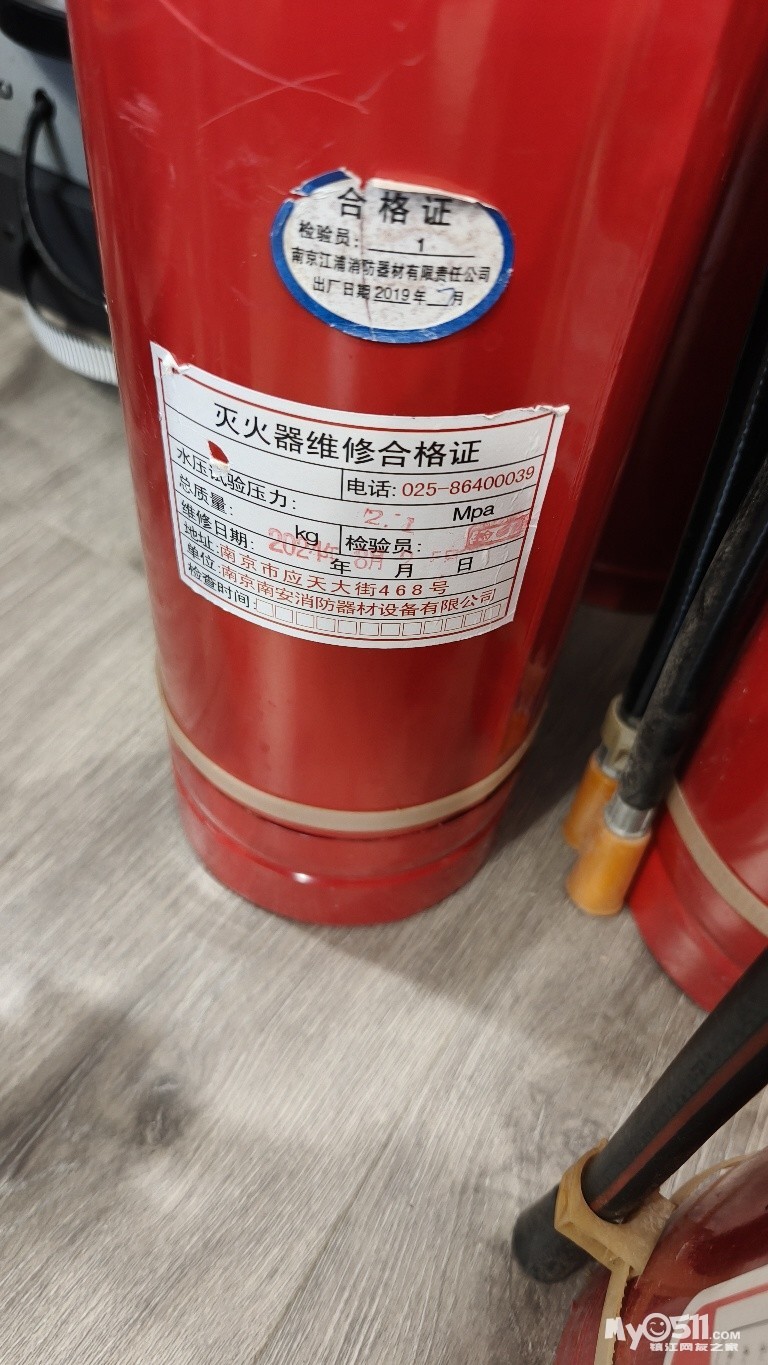 合格证
检验员: 1
南京江浦消防器材有限责任公司
出厂日期 2019 年 7 月
灭火器维修合格证
电话: 025-86400039
水压试验压力: 2.1 Mpa
总质量: kg 检验员:
维修日期: 年 8月 月 日
地址: 南京市应天大街468号
单位: 南京南安消防器材设备有限公司
检查时间:
My0511.COM
镇江网友之家